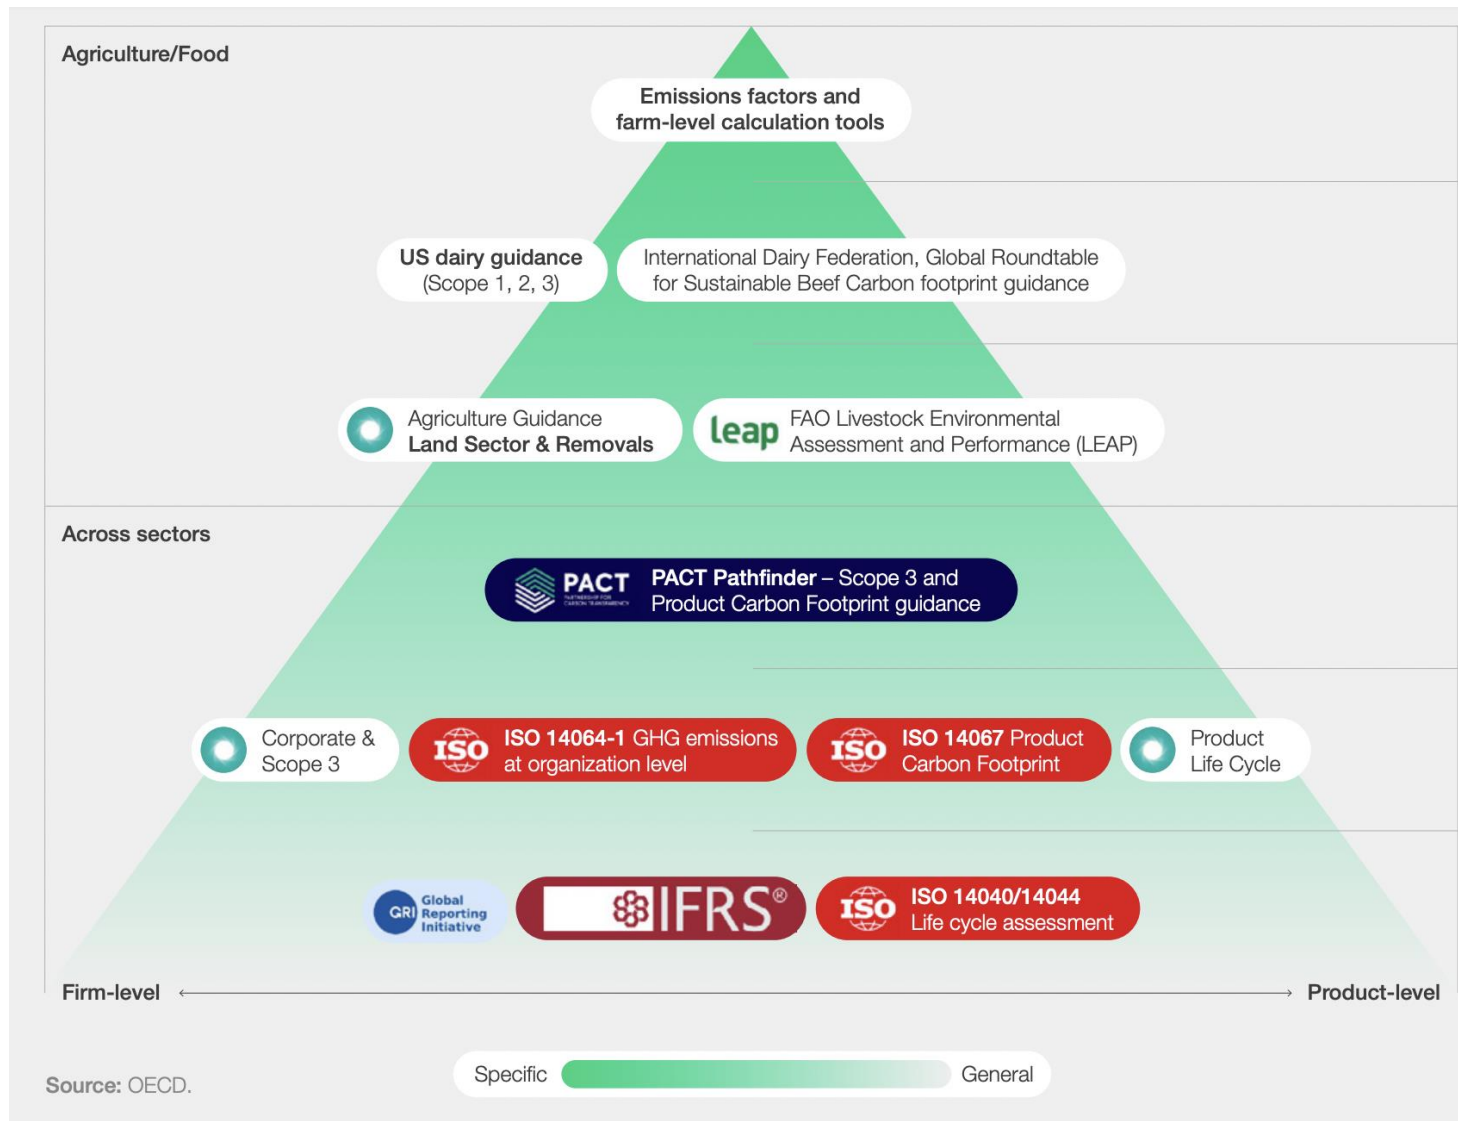 Agriculture/Food
Emissions factors and
farm-level calculation tools
US dairy guidance
(Scope 1, 2, 3)
International Dairy Federation, Global Roundtable
for Sustainable Beef Carbon footprint guidance
Agriculture Guidance
Land Sector & Removals
leap
FAO Livestock Environmental
Assessment and Performance (LEAP)
Across sectors
PACT
PARTNERSHIP FOR
CARBON TRANSPARENCY
PACT Pathfinder – Scope 3 and
Product Carbon Footprint guidance
Corporate &
Scope 3
ISO
ISO 14064-1 GHG emissions
at organization level
ISO
ISO 14067 Product
Carbon Footprint
Product
Life Cycle
GRI
Global
Reporting
Initiative
IFRS®
ISO
ISO 14040/14044
Life cycle assessment
Firm-level
Product-level
Specific
General
Source: OECD.